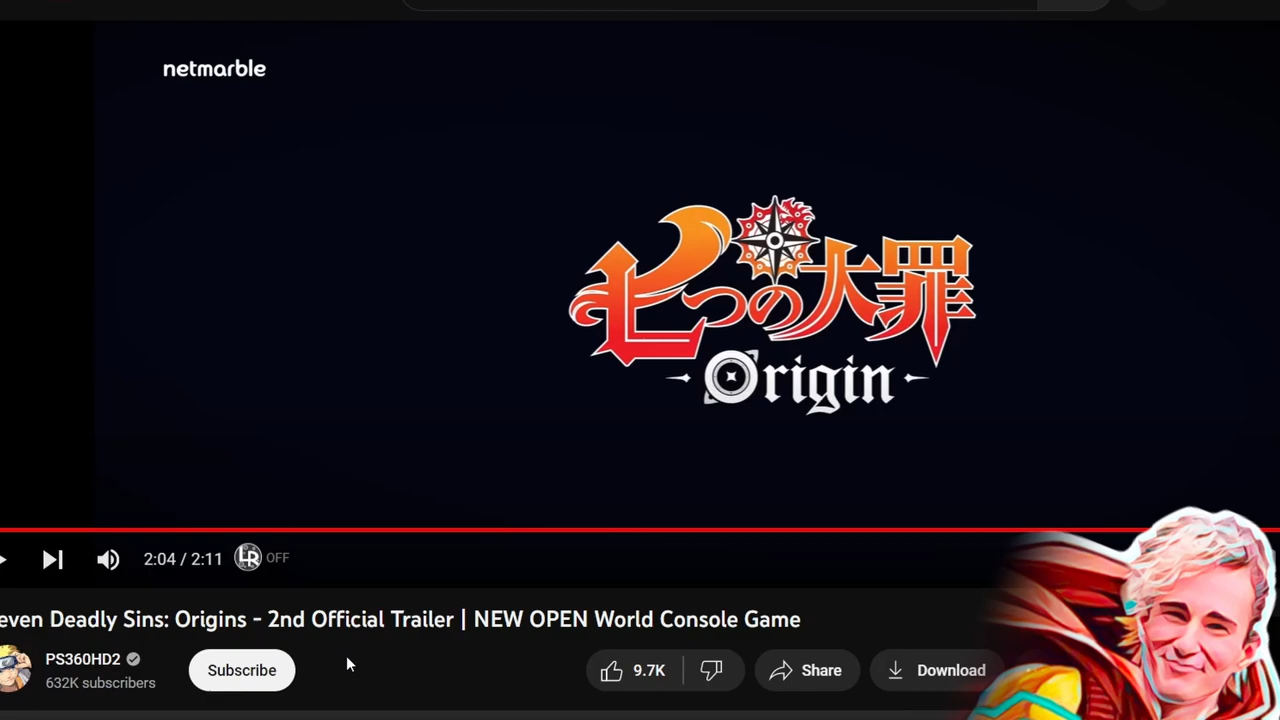 netmarble
七つの大罪
Origin
2:04 / 2:11
LR
OFF
even Deadly Sins: Origins - 2nd Official Trailer | NEW OPEN World Console Game
PS360HD2
632K subscribers
Subscribe
9.7K
Share
Download